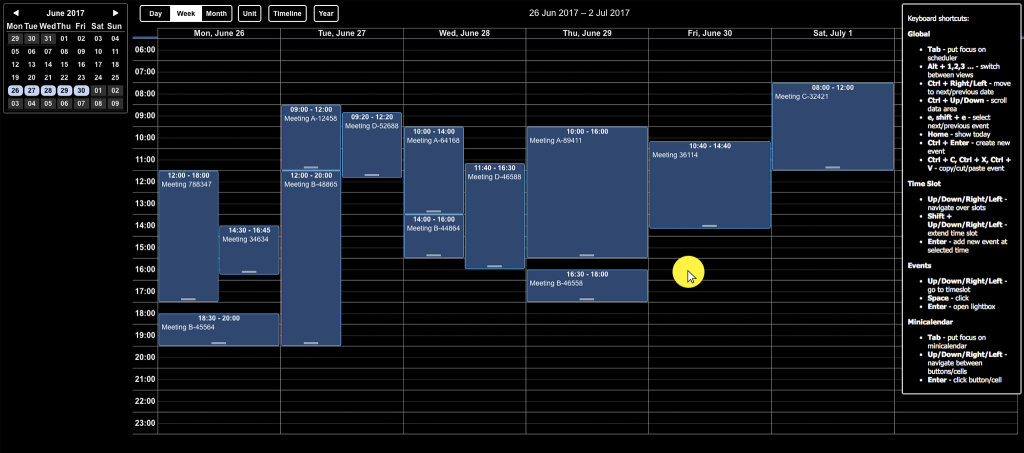 June 2017
Mon Tue Wed Thu Fri Sat Sun
29 30 31 01 02 03 04
05 06 07 08 09 10 11
12 13 14 15 16 17 18
19 20 21 22 23 24 25
26 27 28 29 30 01 02
03 04 05 06 07 08 09
Day Week Month Unit Timeline Year
26 Jun 2017 – 2 Jul 2017
Mon, June 26 Tue, June 27 Wed, June 28 Thu, June 29 Fri, June 30 Sat, July 1
06:00
07:00
08:00
09:00
10:00
11:00
12:00
13:00
14:00
15:00
16:00
17:00
18:00
19:00
20:00
21:00
22:00
23:00
12:00 - 18:00
Meeting 788347
14:30 - 16:45
Meeting 34634
18:30 - 20:00
Meeting B-45564
09:00 - 12:00
Meeting A-12458
09:20 - 12:20
Meeting D-52688
12:00 - 20:00
Meeting B-48865
10:00 - 14:00
Meeting A-64168
11:40 - 16:30
Meeting D-46588
14:00 - 16:00
Meeting B-44864
10:00 - 16:00
Meeting A-89411
16:30 - 18:00
Meeting B-46558
10:40 - 14:40
Meeting 36114
08:00 - 12:00
Meeting C-32421
Keyboard shortcuts:
Global
• Tab - put focus on
scheduler
• Alt + 1,2,3 ... - switch
between views
• Ctrl + Right/Left - move
to next/previous date
• Ctrl + Up/Down - scroll
data area
• e, shift + e - select
next/previous event
• Home - show today
• Ctrl + Enter - create new
event
• Ctrl + C, Ctrl + X, Ctrl +
V - copy/cut/paste event
Time Slot
• Up/Down/Right/Left -
navigate over slots
• Shift +
Up/Down/Right/Left -
extend time slot
• Enter - add new event at
selected time
Events
• Up/Down/Right/Left -
go to timeslot
• Space - click
• Enter - open lightbox
Minicalendar
• Tab - put focus on
minicalendar
• Up/Down/Right/Left -
navigate between
buttons/cells
• Enter - click button/cell